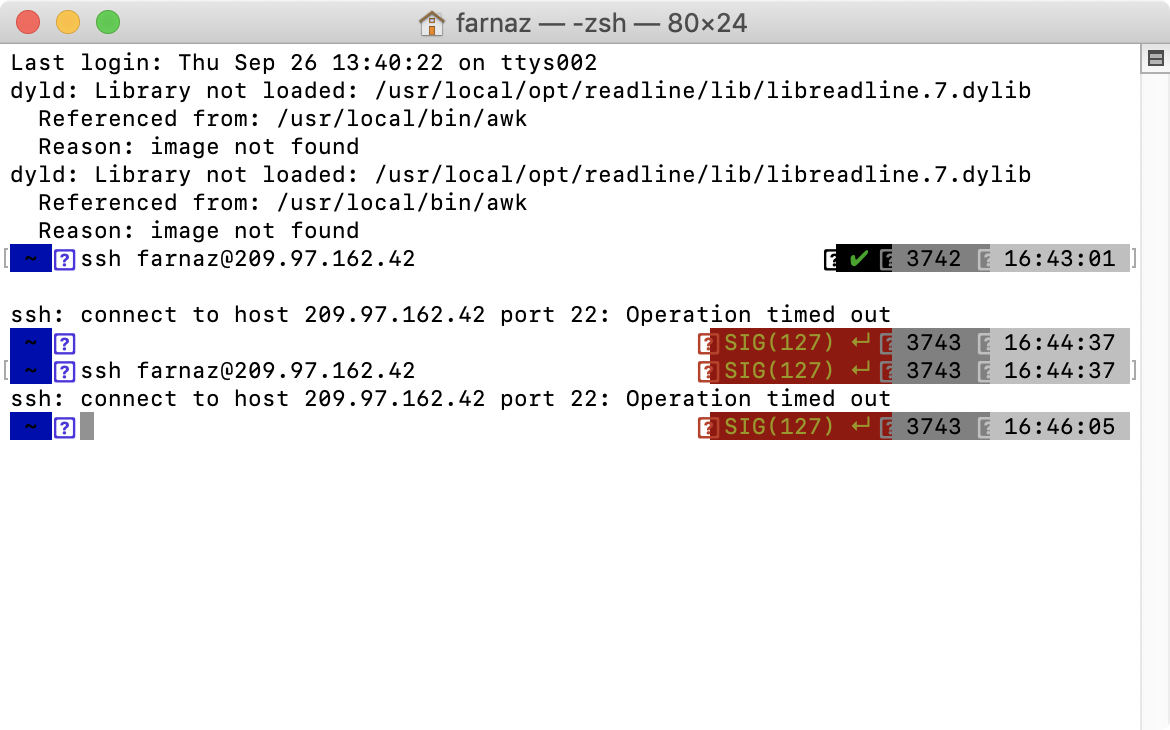 farnaz — -zsh — 80×24
Last login: Thu Sep 26 13:40:22 on ttys002
dyld: Library not loaded: /usr/local/opt/readline/lib/libreadline.7.dylib
  Referenced from: /usr/local/bin/awk
  Reason: image not found
dyld: Library not loaded: /usr/local/opt/readline/lib/libreadline.7.dylib
  Referenced from: /usr/local/bin/awk
  Reason: image not found
[ ~ ? ssh farnaz@209.97.162.42 ? ✔ ? 3742 ? 16:43:01 ]
ssh: connect to host 209.97.162.42 port 22: Operation timed out
~ ? ? SIG(127) ↵ ? 3743 ? 16:44:37
[ ~ ? ssh farnaz@209.97.162.42 ? SIG(127) ↵ ? 3743 ? 16:44:37 ]
ssh: connect to host 209.97.162.42 port 22: Operation timed out
~ ? ? SIG(127) ↵ ? 3743 ? 16:46:05